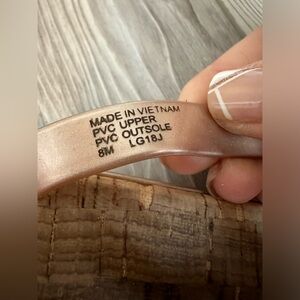 MADE IN VIETNAM
PVC UPPER
PVC OUTSOLE
8M LG18J